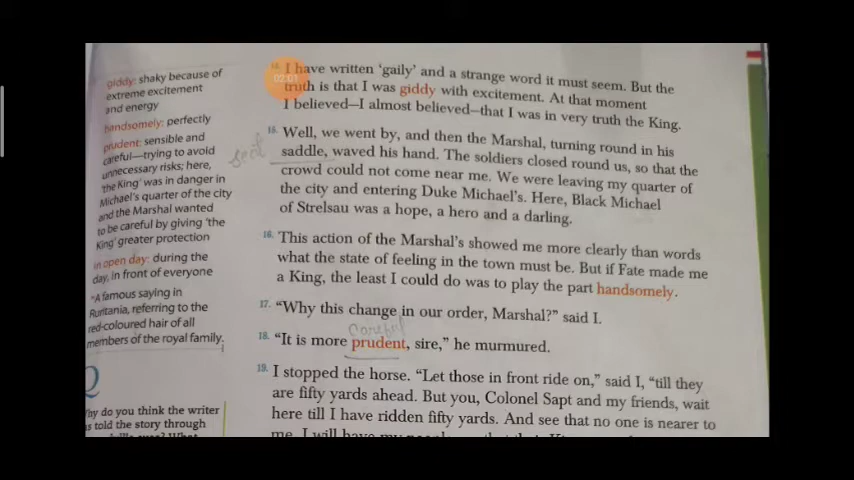 giddy: shaky because of
extreme excitement
and energy
handsomely: perfectly
prudent: sensible and
careful—trying to avoid
unnecessary risks; here,
'the King' was in danger in
Michael's quarter of the city
and the Marshal wanted
to be careful by giving 'the
King' greater protection
in open day: during the
day, in front of everyone
"A famous saying in
Ruritania, referring to the
red-coloured hair of all
members of the royal family.
Q
Why do you think the writer
as told the story through
02:01
I have written 'gaily' and a strange word it must seem. But the
truth is that I was giddy with excitement. At that moment
I believed—I almost believed—that I was in very truth the King.
15. Well, we went by, and then the Marshal, turning round in his
seat
saddle, waved his hand. The soldiers closed round us, so that the
crowd could not come near me. We were leaving my quarter of
the city and entering Duke Michael's. Here, Black Michael
of Strelsau was a hope, a hero and a darling.
16. This action of the Marshal's showed me more clearly than words
what the state of feeling in the town must be. But if Fate made me
a King, the least I could do was to play the part handsomely.
17. "Why this change in our order, Marshal?" said I.
Careful
18. "It is more prudent, sire," he murmured.
19. I stopped the horse. "Let those in front ride on," said I, "till they
are fifty yards ahead. But you, Colonel Sapt and my friends, wait
here till I have ridden fifty yards. And see that no one is nearer to
me. I will have my